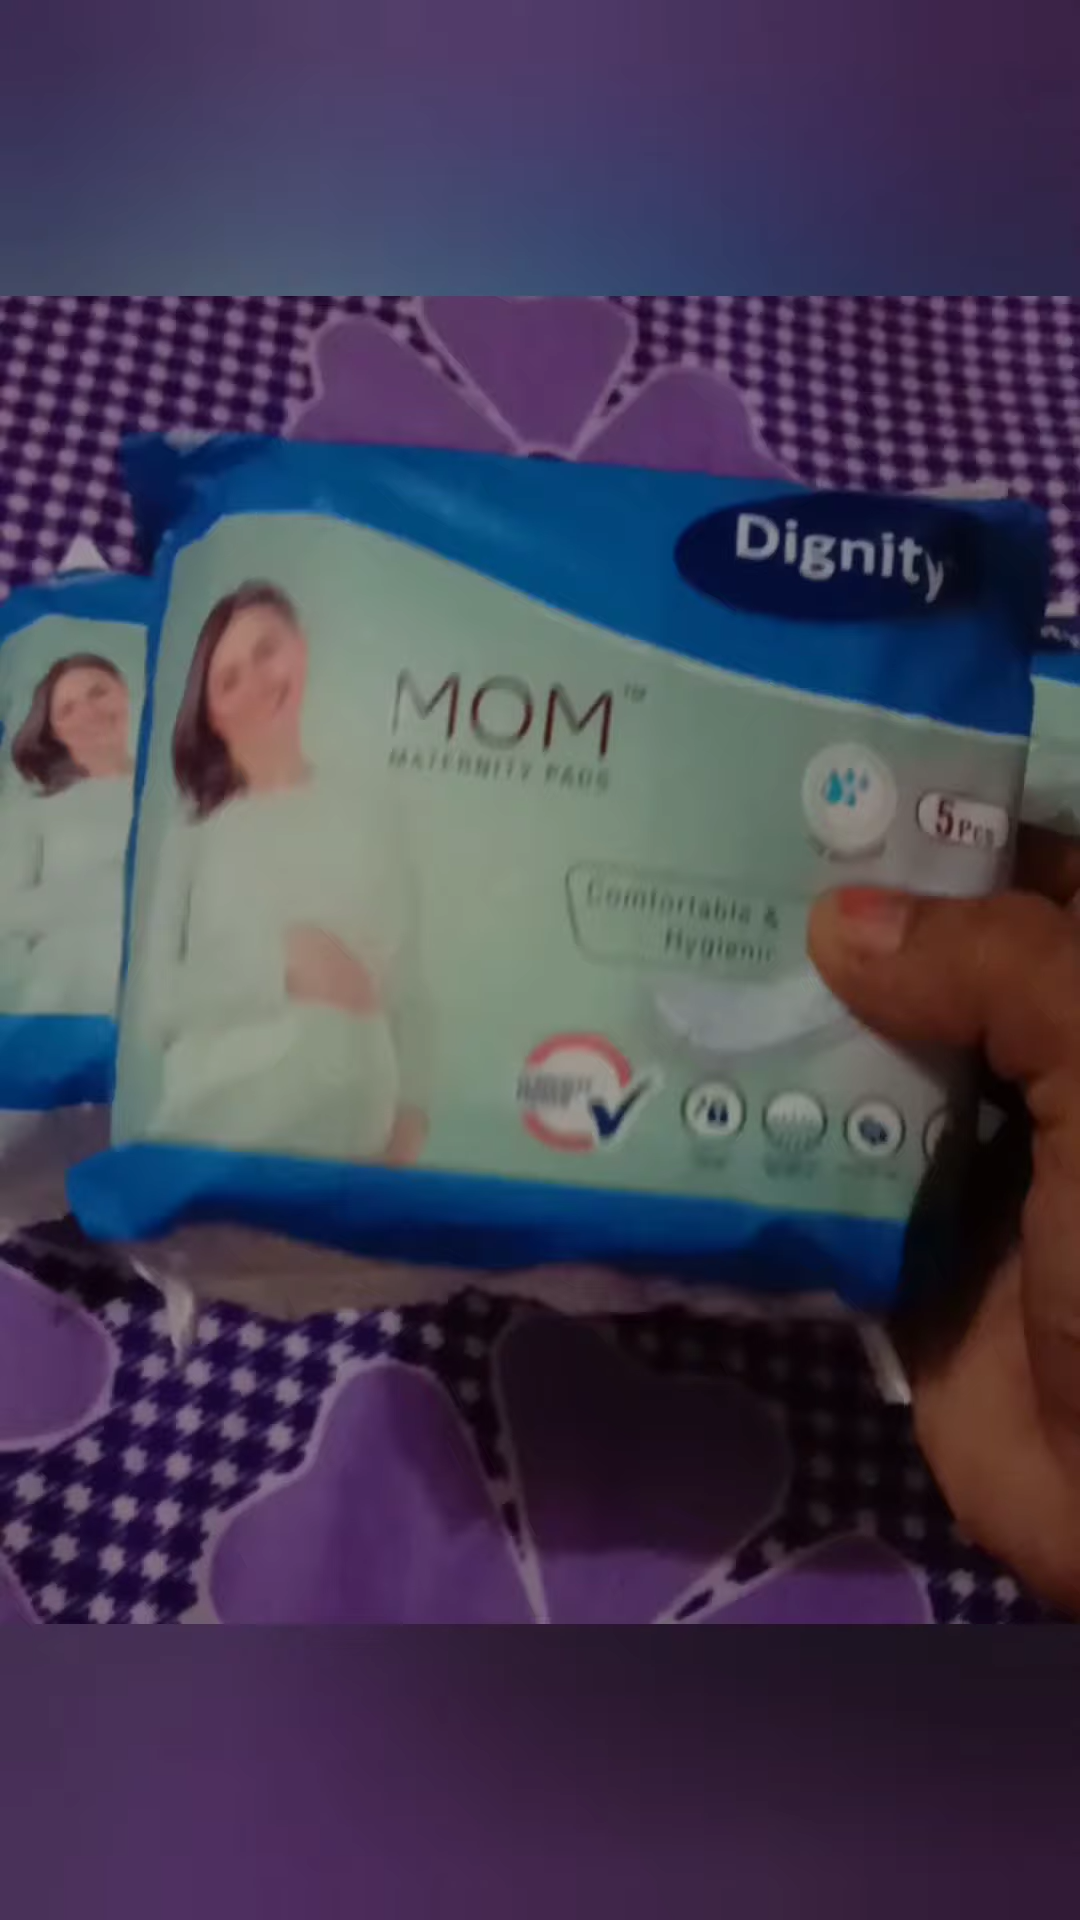 Dignity
MOM™
MATERNITY PADS
5 Pcs
Comfortable &
Hygienic